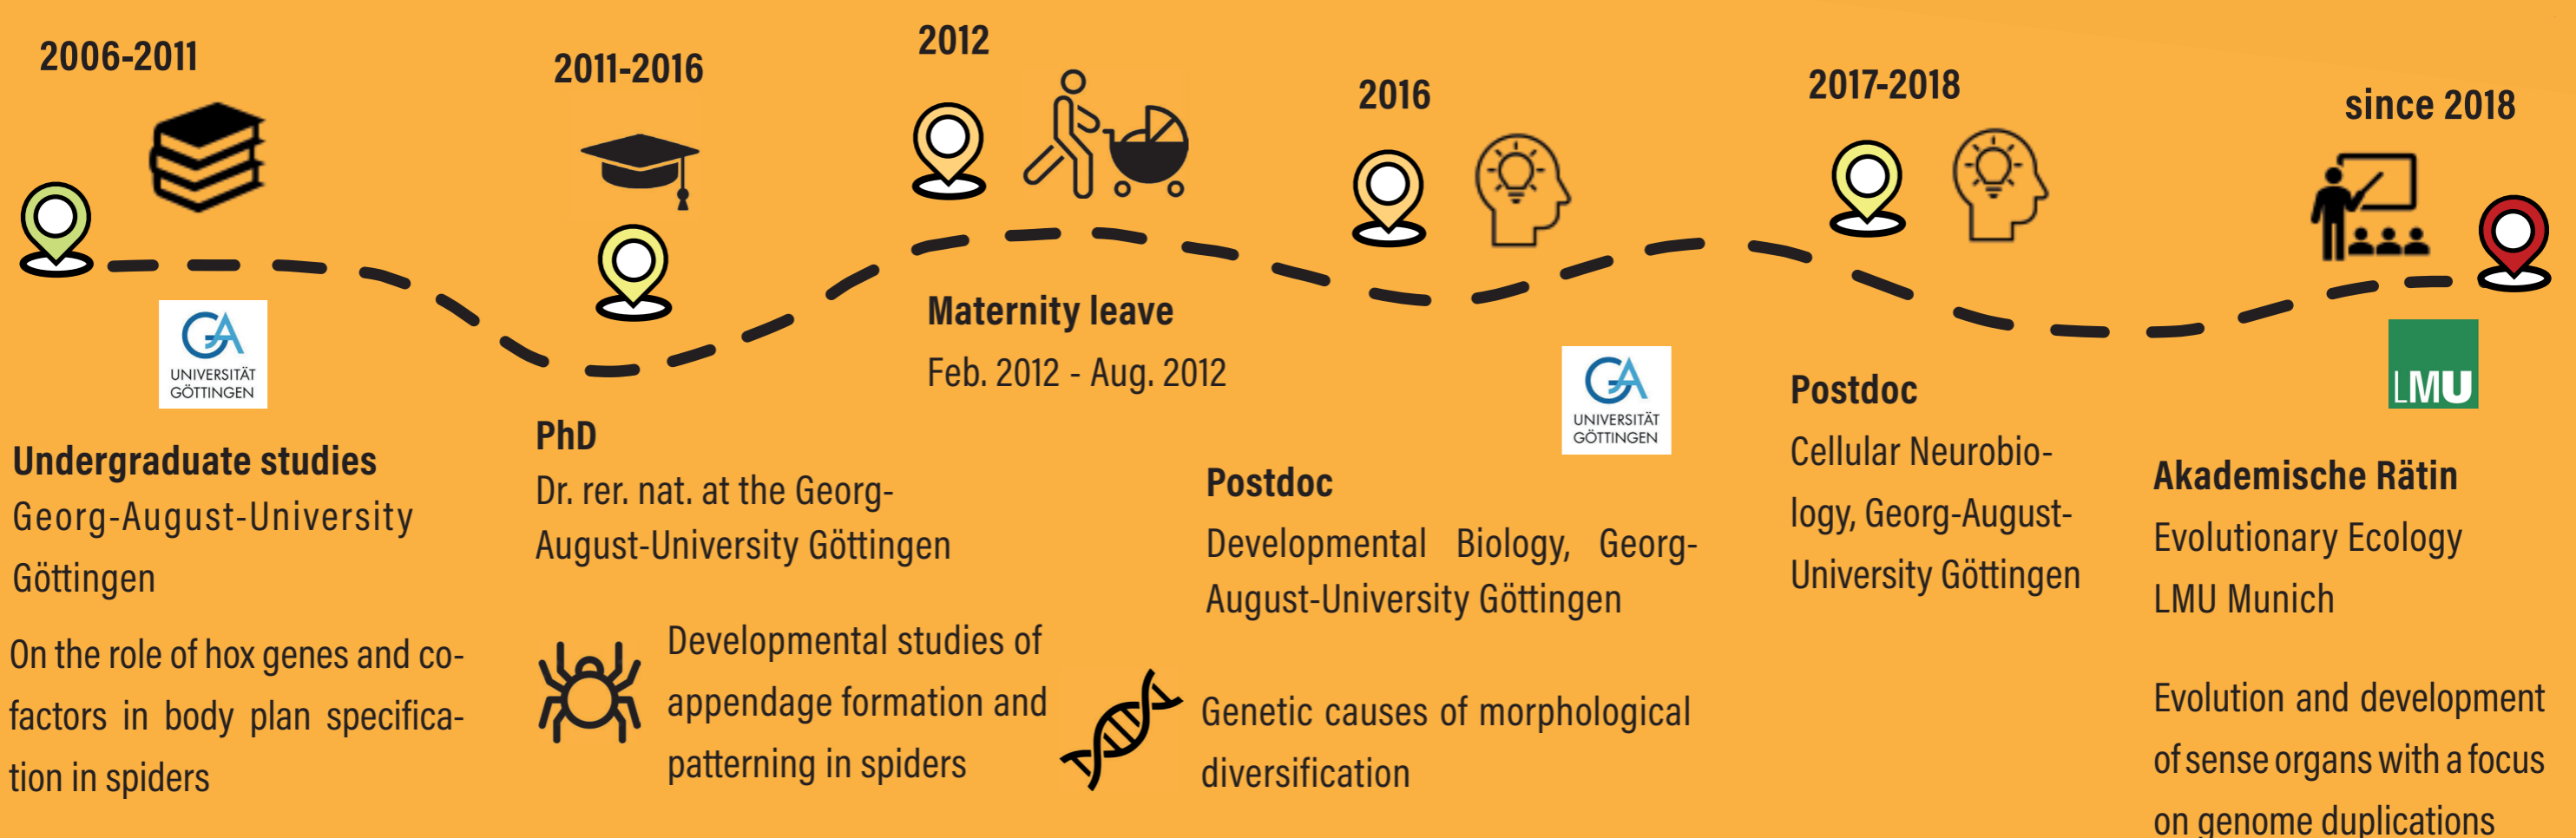 2006-2011
UNIVERSITÄT
GÖTTINGEN
Undergraduate studies
Georg-August-University
Göttingen
On the role of hox genes and co-
factors in body plan specifica-
tion in spiders
2011-2016
PhD
Dr. rer. nat. at the Georg-
August-University Göttingen
Developmental studies of
appendage formation and
patterning in spiders
2012
Maternity leave
Feb. 2012 - Aug. 2012
2016
UNIVERSITÄT
GÖTTINGEN
Postdoc
Developmental Biology, Georg-
August-University Göttingen
Genetic causes of morphological
diversification
2017-2018
Postdoc
Cellular Neurobio-
logy, Georg-August-
University Göttingen
since 2018
LMU
Akademische Rätin
Evolutionary Ecology
LMU Munich
Evolution and development
of sense organs with a focus
on genome duplications